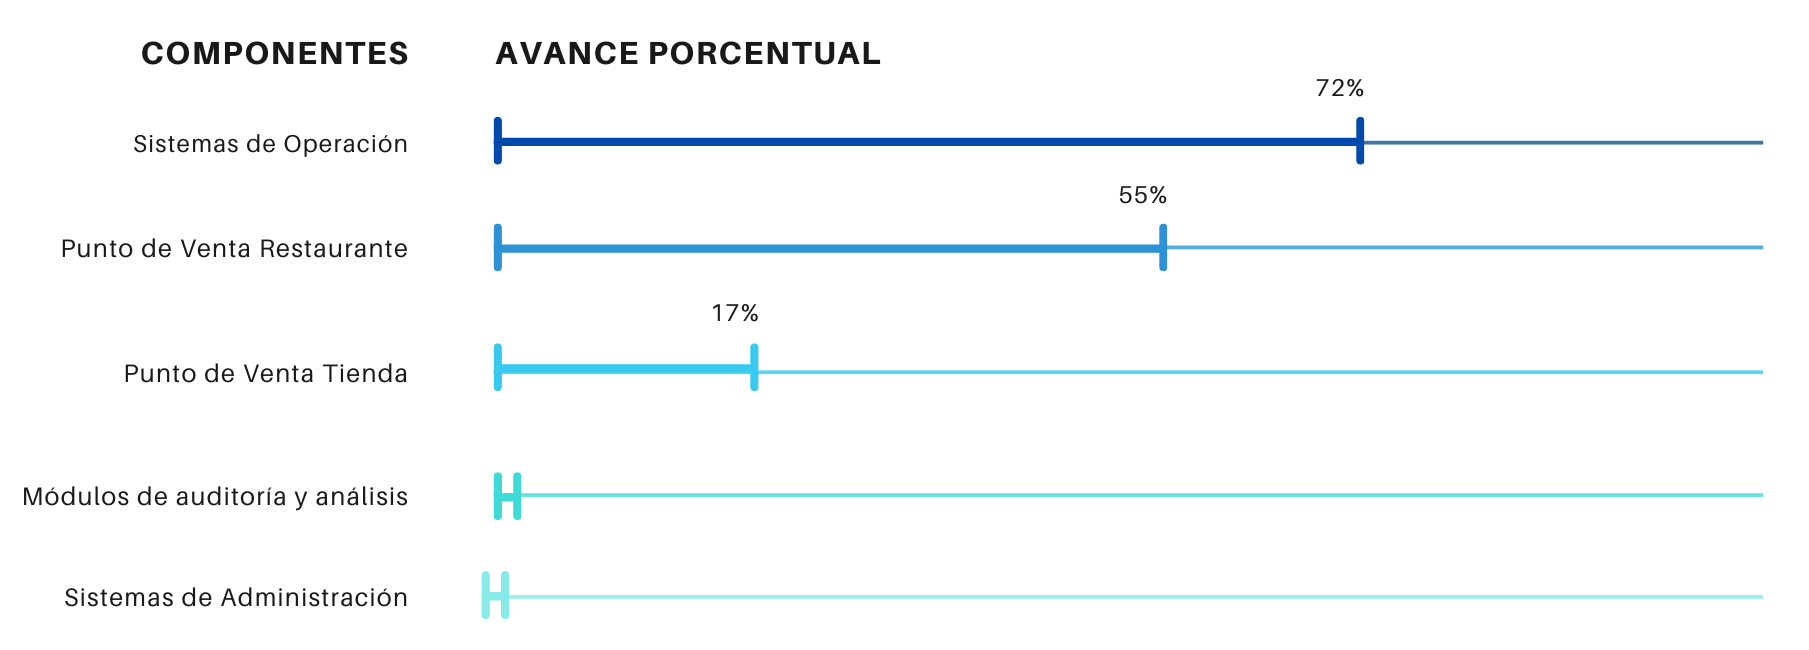 COMPONENTES
AVANCE PORCENTUAL
72%
Sistemas de Operación
55%
Punto de Venta Restaurante
17%
Punto de Venta Tienda
Módulos de auditoría y análisis
Sistemas de Administración